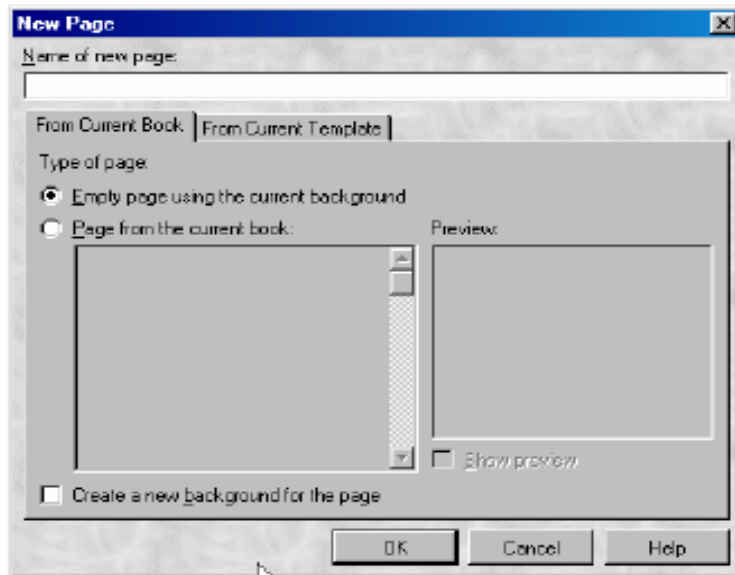 New Page
Name of new page:
From Current Book From Current Template
Type of page:
Empty page using the current background
Page from the current book: Preview:
Show preview
Create a new background for the page
OK Cancel Help